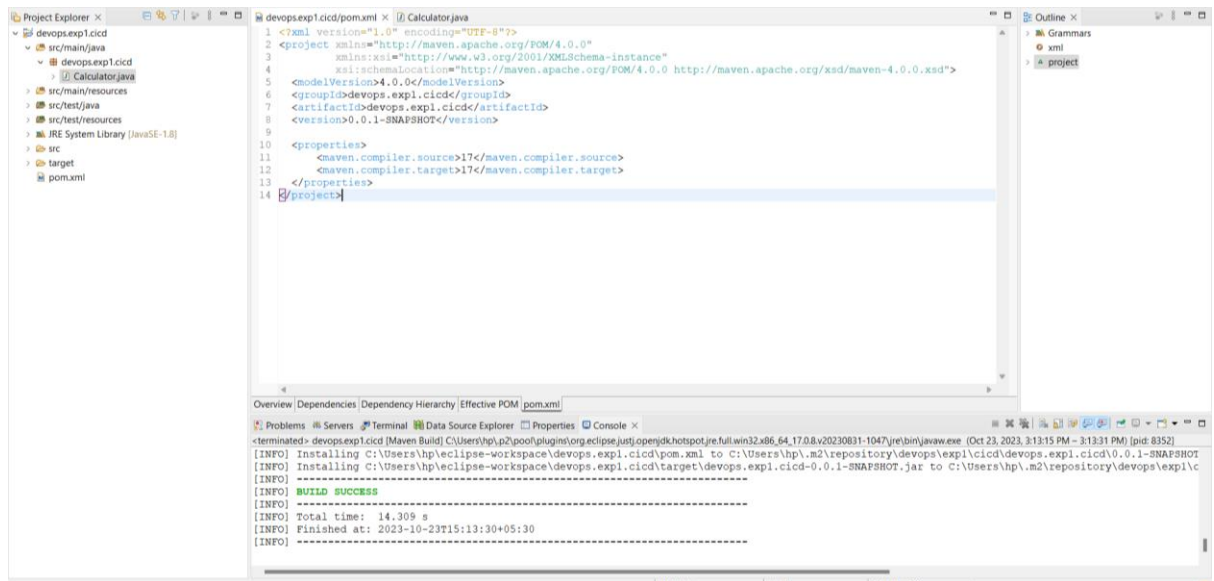 Project Explorer ×
devops.exp1.cicd
src/main/java
devops.exp1.cicd
Calculator.java
src/main/resources
src/test/java
src/test/resources
JRE System Library [JavaSE-1.8]
src
target
pom.xml
devops.exp1.cicd/pom.xml × Calculator.java
1 <?xml version="1.0" encoding="UTF-8"?>
2 <project xmlns="http://maven.apache.org/POM/4.0.0"
3 xmlns:xsi="http://www.w3.org/2001/XMLSchema-instance"
4 xsi:schemaLocation="http://maven.apache.org/POM/4.0.0 http://maven.apache.org/xsd/maven-4.0.0.xsd">
5 <modelVersion>4.0.0</modelVersion>
6 <groupId>devops.exp1.cicd</groupId>
7 <artifactId>devops.exp1.cicd</artifactId>
8 <version>0.0.1-SNAPSHOT</version>
9
10 <properties>
11 <maven.compiler.source>17</maven.compiler.source>
12 <maven.compiler.target>17</maven.compiler.target>
13 </properties>
14 </project>
Overview Dependencies Dependency Hierarchy Effective POM pom.xml
Outline ×
Grammars
xml
project
Problems Servers Terminal Data Source Explorer Properties Console ×
<terminated> devops.exp1.cicd [Maven Build] C:\Users\hp\.p2\pool\plugins\org.eclipse.justj.openjdk.hotspot.jre.full.win32.x86_64_17.0.8.v20230831-1047\jre\bin\javaw.exe (Oct 23, 2023, 3:13:15 PM – 3:13:31 PM) [pid: 8352]
[INFO] Installing C:\Users\hp\eclipse-workspace\devops.exp1.cicd\pom.xml to C:\Users\hp\.m2\repository\devops\exp1\cicd\devops.exp1.cicd\0.0.1-SNAPSHOT
[INFO] Installing C:\Users\hp\eclipse-workspace\devops.exp1.cicd\target\devops.exp1.cicd-0.0.1-SNAPSHOT.jar to C:\Users\hp\.m2\repository\devops\exp1\c
[INFO] ------------------------------------------------------------------------
[INFO] BUILD SUCCESS
[INFO] ------------------------------------------------------------------------
[INFO] Total time: 14.309 s
[INFO] Finished at: 2023-10-23T15:13:30+05:30
[INFO] ------------------------------------------------------------------------